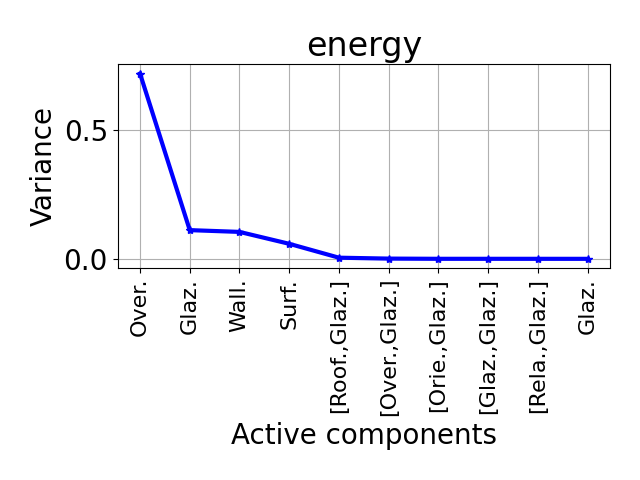 energy
Variance
0.5
0.0
Over.
Glaz.
Wall.
Surf.
[Roof.,Glaz.]
[Over.,Glaz.]
[Orie.,Glaz.]
[Glaz.,Glaz.]
[Rela.,Glaz.]
Glaz.
Active components